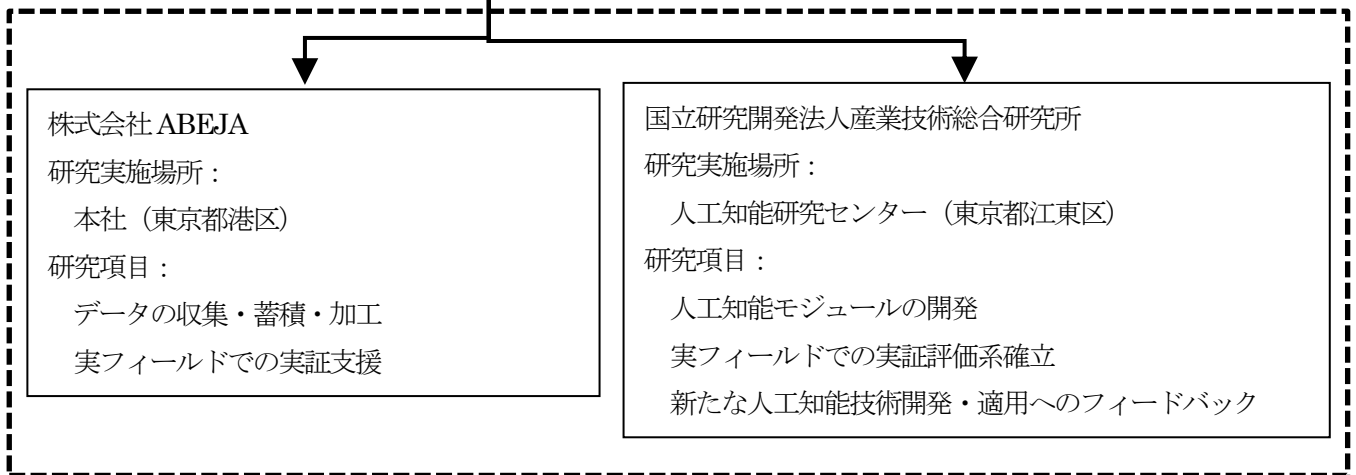 株式会社ABEJA
研究実施場所：
本社（東京都港区）
研究項目：
データの収集・蓄積・加工
実フィールドでの実証支援
国立研究開発法人産業技術総合研究所
研究実施場所：
人工知能研究センター（東京都江東区）
研究項目：
人工知能モジュールの開発
実フィールドでの実証評価系確立
新たな人工知能技術開発・適用へのフィードバック